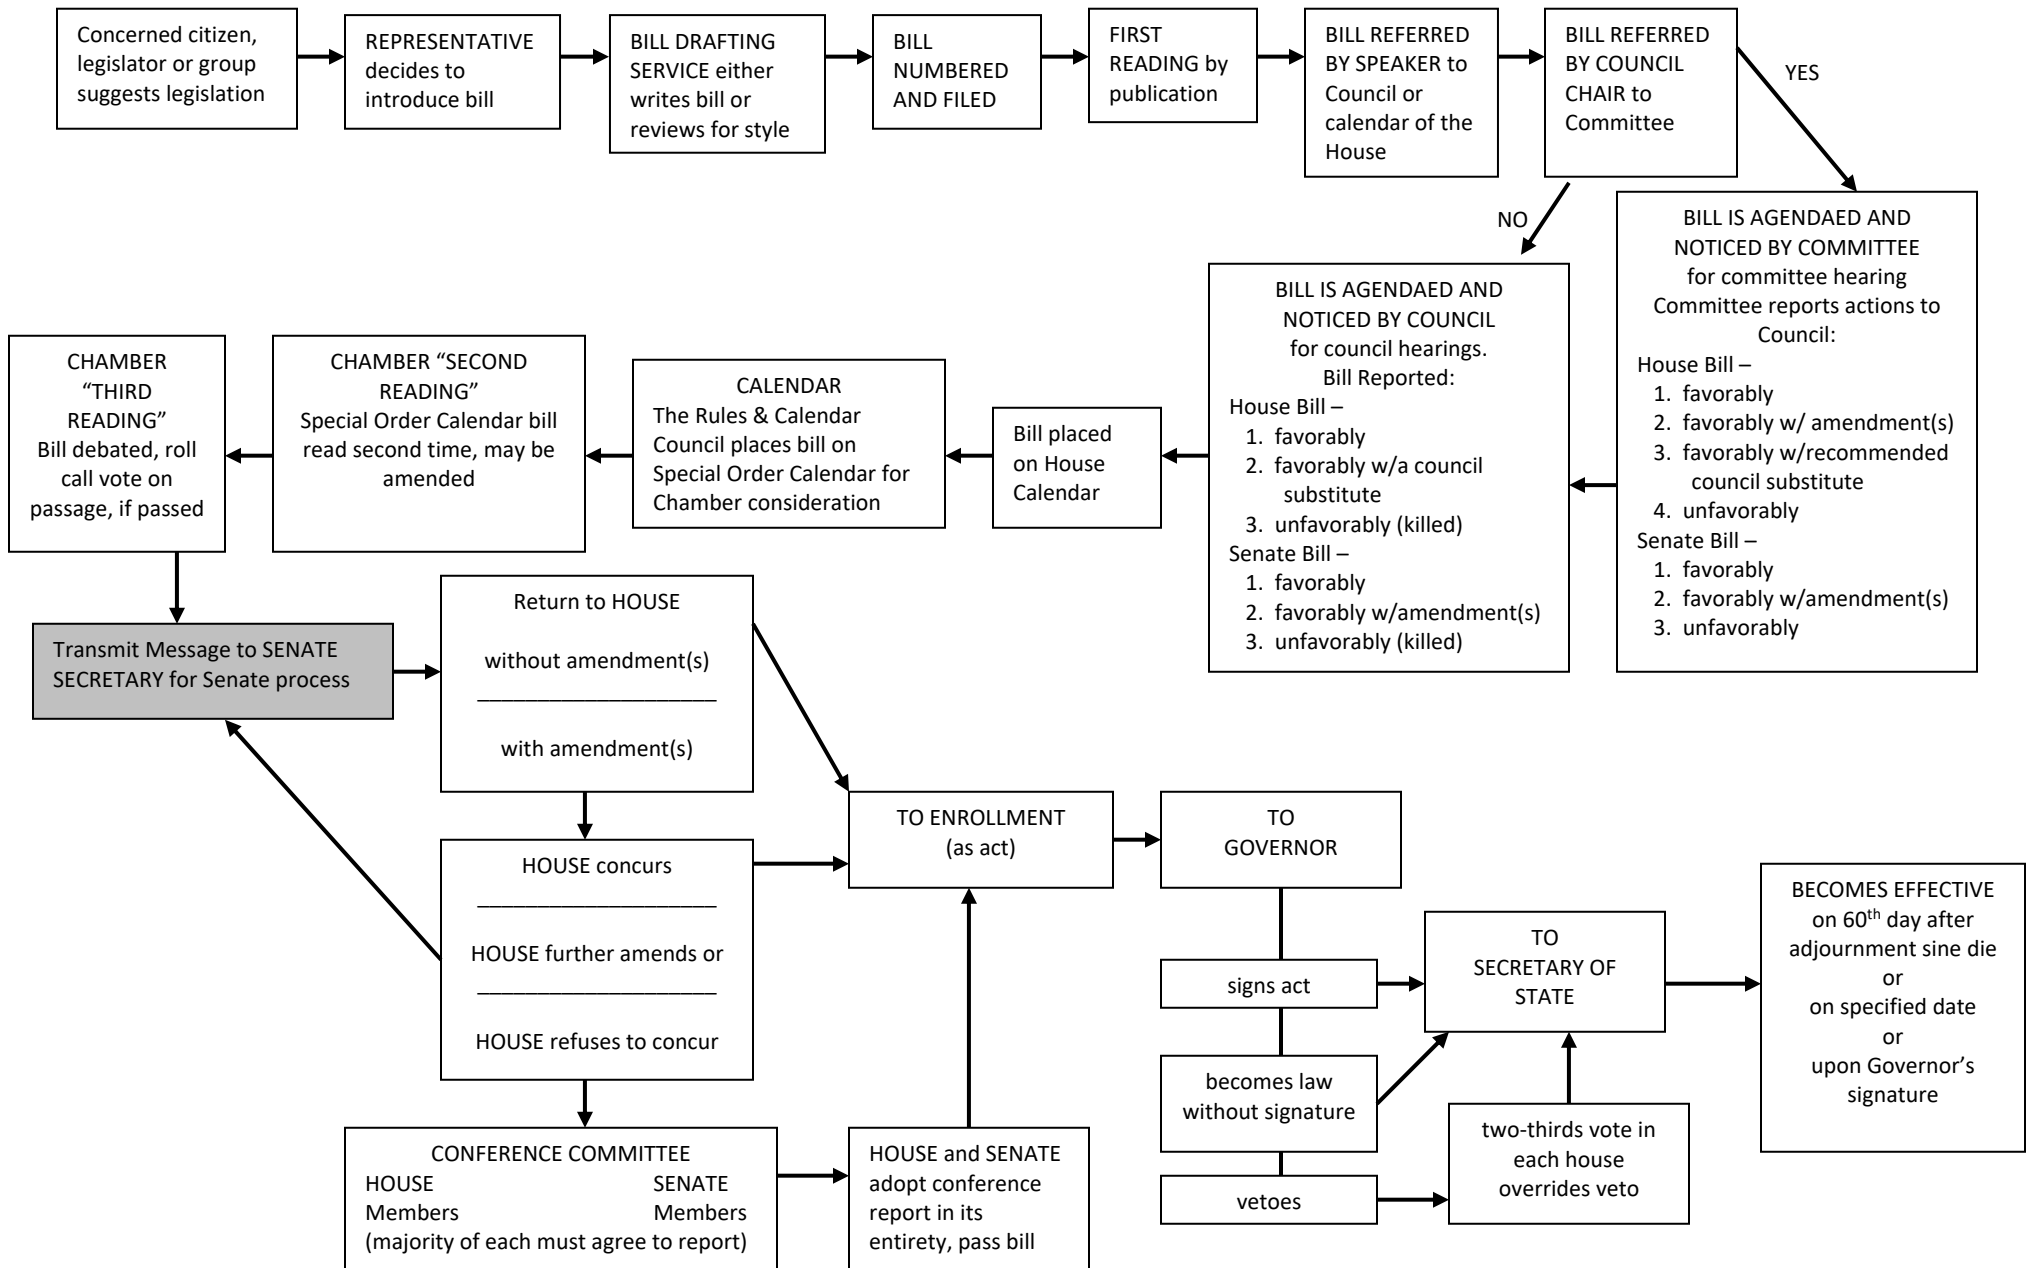 Concerned citizen,
legislator or group
suggests legislation
REPRESENTATIVE
decides to
introduce bill
BILL DRAFTING
SERVICE either
writes bill or
reviews for style
BILL
NUMBERED
AND FILED
FIRST
READING by
publication
BILL REFERRED
BY SPEAKER to
Council or
calendar of the
House
BILL REFERRED
BY COUNCIL
CHAIR to
Committee
YES
NO
BILL IS AGENDAED AND
NOTICED BY COMMITTEE
for committee hearing
Committee reports actions to
Council:
House Bill –
1. favorably
2. favorably w/ amendment(s)
3. favorably w/recommended
council substitute
4. unfavorably
Senate Bill –
1. favorably
2. favorably w/amendment(s)
3. unfavorably
BILL IS AGENDAED AND
NOTICED BY COUNCIL
for council hearings.
Bill Reported:
House Bill –
1. favorably
2. favorably w/a council
substitute
3. unfavorably (killed)
Senate Bill –
1. favorably
2. favorably w/amendment(s)
3. unfavorably (killed)
Bill placed
on House
Calendar
CALENDAR
The Rules & Calendar
Council places bill on
Special Order Calendar for
Chamber consideration
CHAMBER “SECOND
READING”
Special Order Calendar bill
read second time, may be
amended
CHAMBER
“THIRD
READING”
Bill debated, roll
call vote on
passage, if passed
Transmit Message to SENATE
SECRETARY for Senate process
Return to HOUSE
without amendment(s)
with amendment(s)
HOUSE concurs
HOUSE further amends or
HOUSE refuses to concur
CONFERENCE COMMITTEE
HOUSE SENATE
Members Members
(majority of each must agree to report)
HOUSE and SENATE
adopt conference
report in its
entirety, pass bill
TO ENROLLMENT
(as act)
TO
GOVERNOR
signs act
becomes law
without signature
vetoes
two-thirds vote in
each house
overrides veto
TO
SECRETARY OF
STATE
BECOMES EFFECTIVE
on 60th day after
adjournment sine die
or
on specified date
or
upon Governor’s
signature